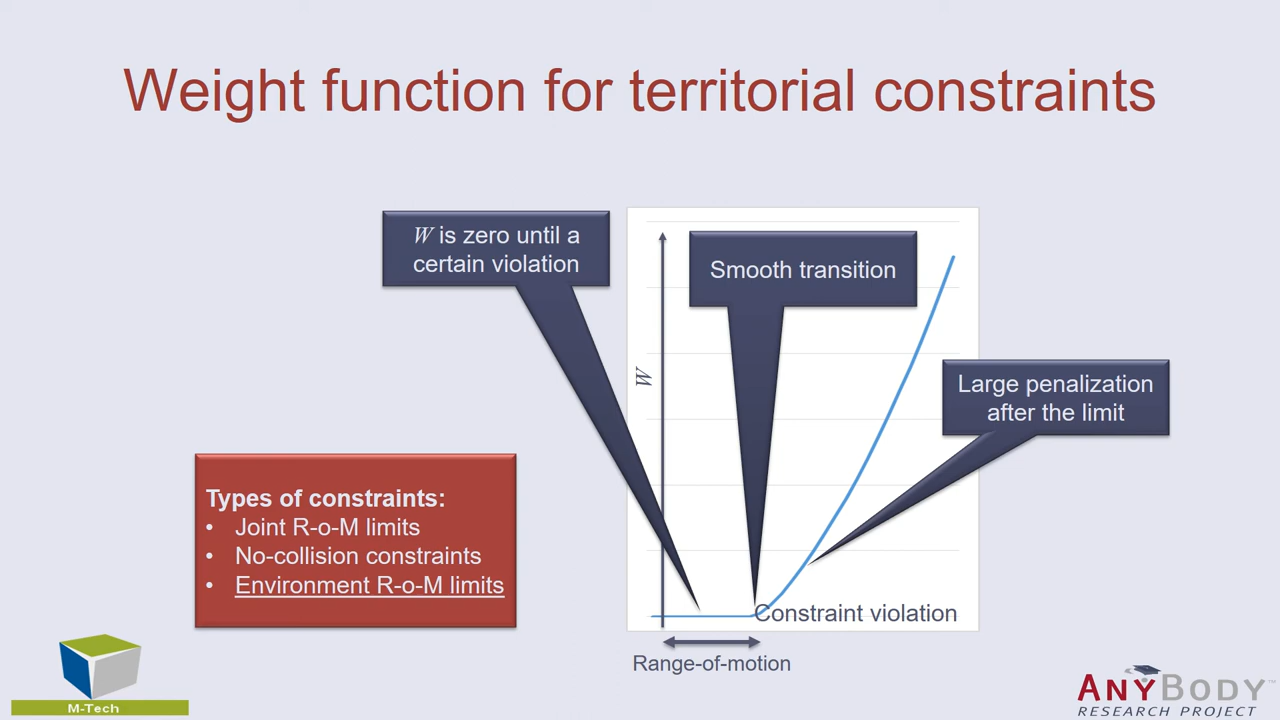 Weight function for territorial constraints
W is zero until a
certain violation
Smooth transition
W
Large penalization
after the limit
Types of constraints:
• Joint R-o-M limits
• No-collision constraints
• Environment R-o-M limits
Constraint violation
Range-of-motion
M-Tech
ANYBODY™
RESEARCH PROJECT